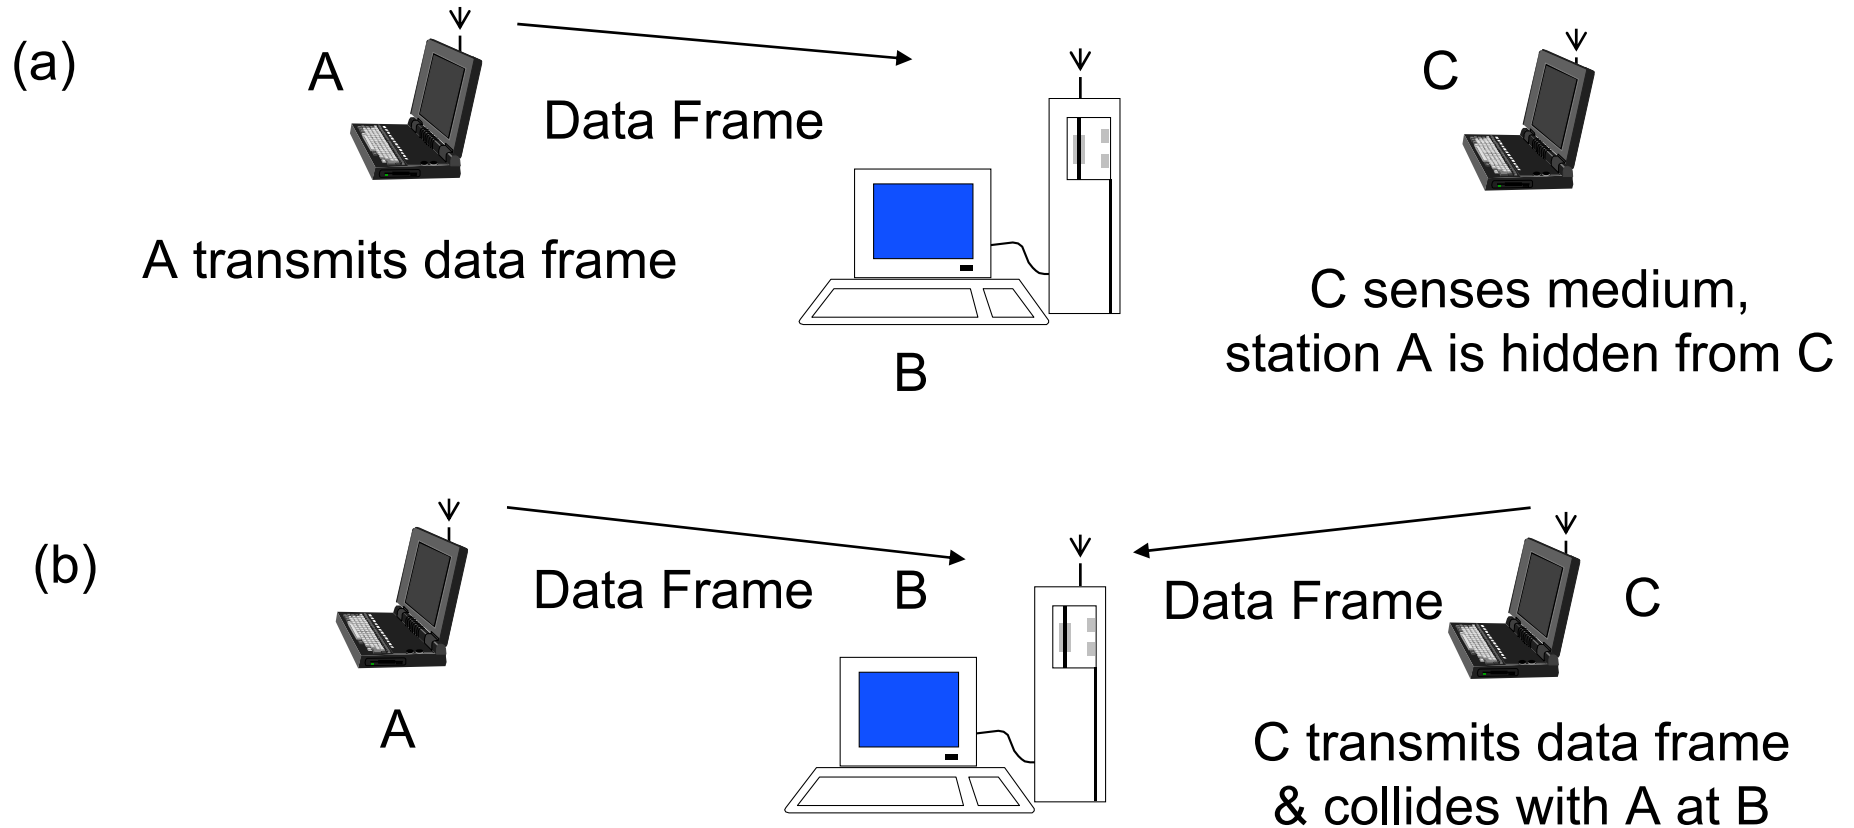 (a)
A
Data Frame
C
A transmits data frame
B
C senses medium,
station A is hidden from C
(b)
Data Frame
B
Data Frame
C
A
C transmits data frame
& collides with A at B